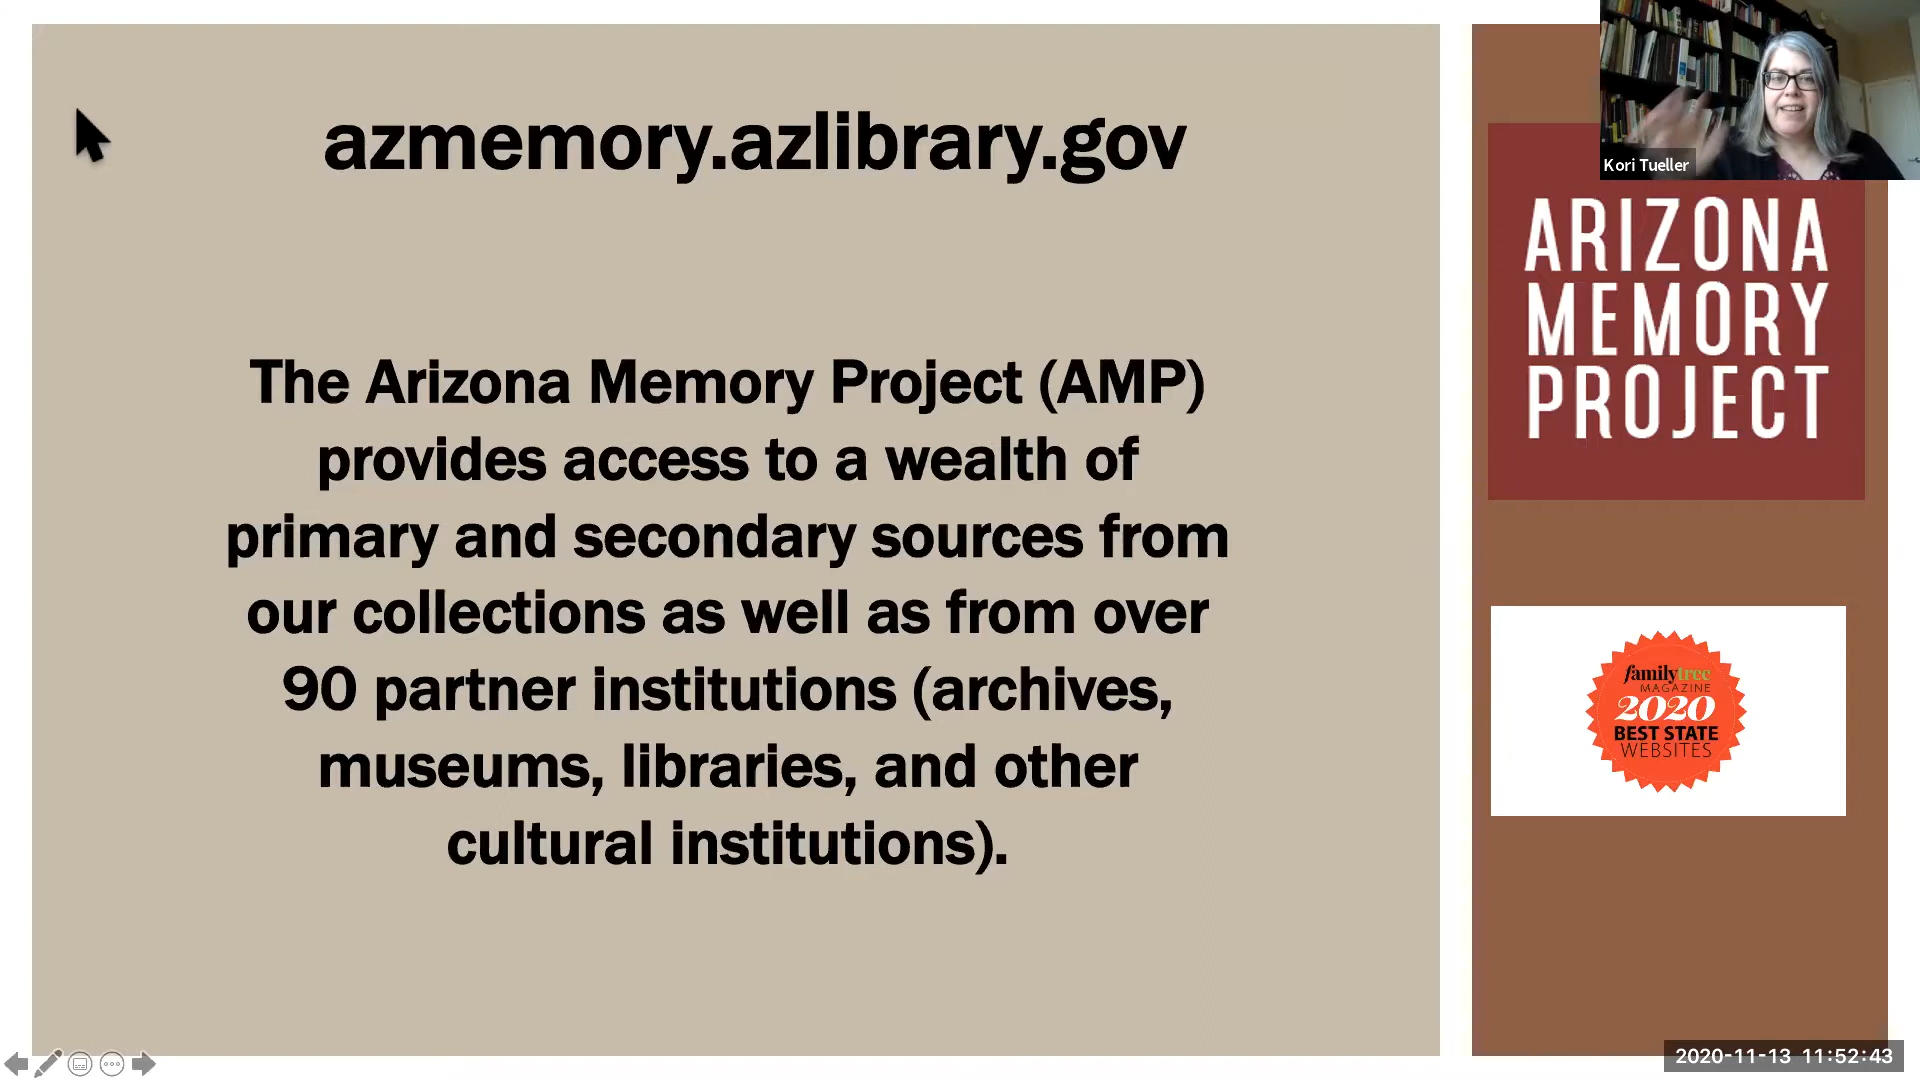 azmemory.azlibrary.gov
The Arizona Memory Project (AMP)
provides access to a wealth of
primary and secondary sources from
our collections as well as from over
90 partner institutions (archives,
museums, libraries, and other
cultural institutions).
Kori Tueller
ARIZONA
MEMORY
PROJECT
familytree
MAGAZINE
2020
BEST STATE
WEBSITES
2020-11-13 11:52:43